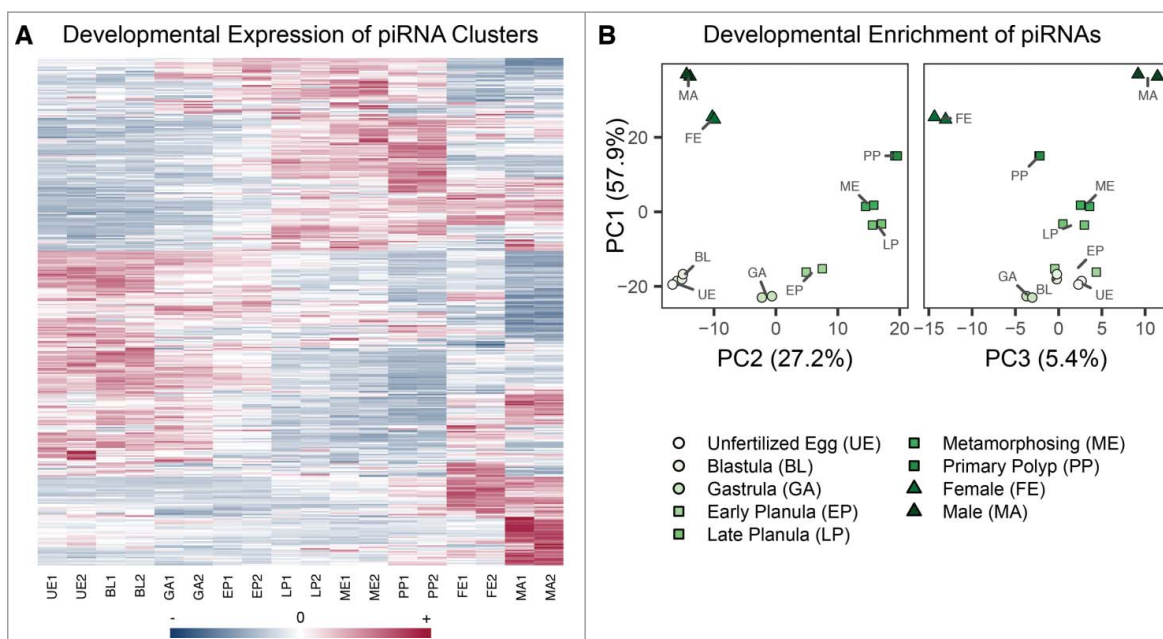 A Developmental Expression of piRNA Clusters
UE1 UE2 BL1 BL2 GA1 GA2 EP1 EP2 LP1 LP2 ME1 ME2 PP1 PP2 FE1 FE2 MA1 MA2
- 0 +
B Developmental Enrichment of piRNAs
MA MA
FE FE
20
PP PP
ME ME
0
LP LP
PC1 (57.9%)
BL GA EP EP
−20
UE GA BL UE
−10 0 10 20 −15 −10 −5 0 5 10
PC2 (27.2%) PC3 (5.4%)
Unfertilized Egg (UE) Metamorphosing (ME)
Blastula (BL) Primary Polyp (PP)
Gastrula (GA) Female (FE)
Early Planula (EP) Male (MA)
Late Planula (LP)